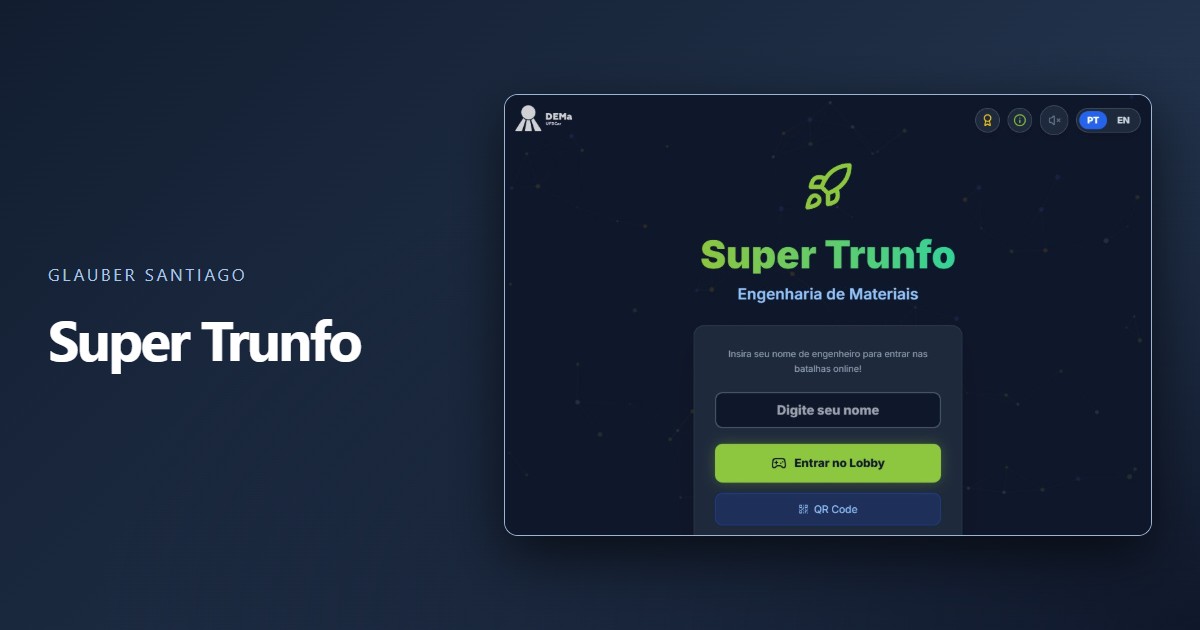 GLAUBER SANTIAGO
Super Trunfo
DEMa
UFSCar
PT
EN
Super Trunfo
Engenharia de Materiais
Insira seu nome de engenheiro para entrar nas
batalhas online!
Digite seu nome
Entrar no Lobby
QR Code